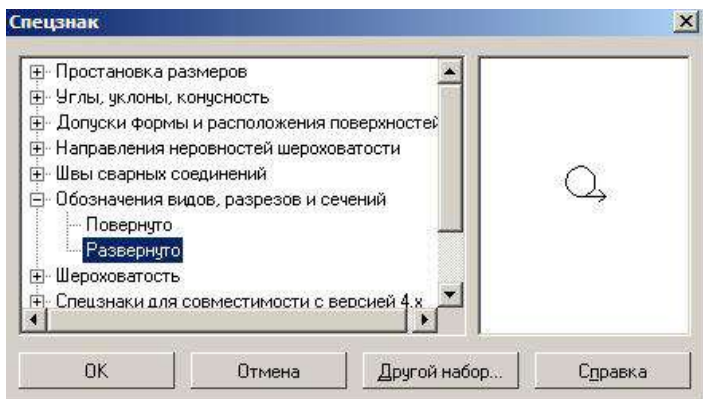 Спецзнак
Простановка размеров
Углы, уклоны, конусность
Допуски формы и расположения поверхностей
Направления неровностей шероховатости
Швы сварных соединений
Обозначения видов, разрезов и сечений
Повернуто
Развернуто
Шероховатость
Спецзнаки для совместимости с версией 4.x
OK
Отмена
Другой набор...
Справка